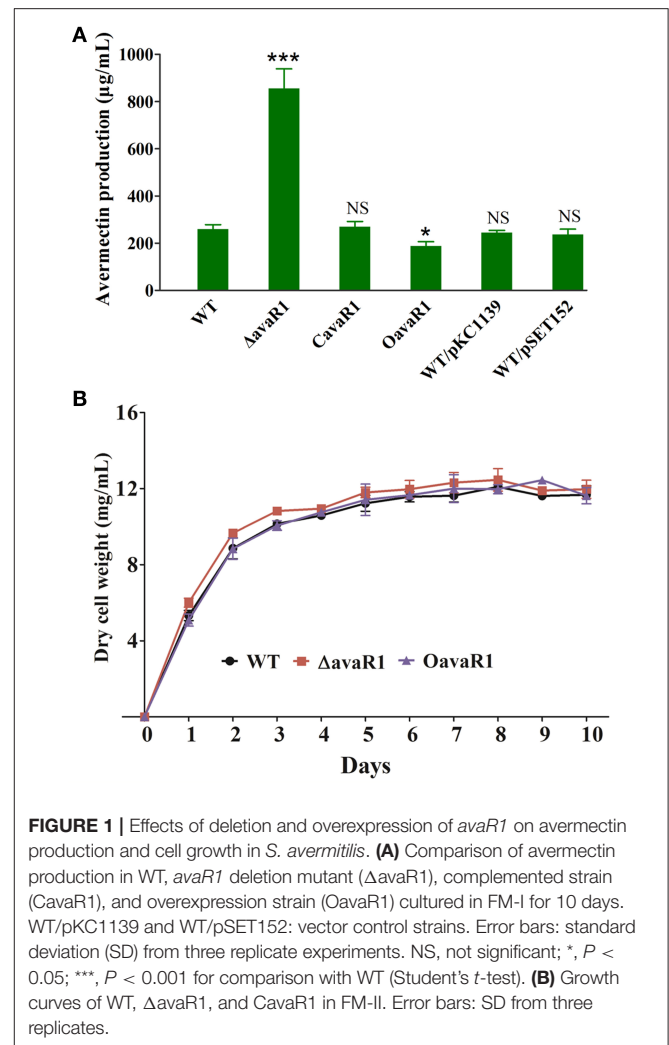 A
Avermectin production (μg/mL)
1000
800
600
400
200
0
***
NS
*
NS
NS
WT
ΔavaR1
CavaR1
OavaR1
WT/pKC1139
WT/pSET152
B
Dry cell weight (mg/mL)
16
12
8
4
WT ΔavaR1 OavaR1
0 1 2 3 4 5 6 7 8 9 10
Days
FIGURE 1 | Effects of deletion and overexpression of avaR1 on avermectin
production and cell growth in S. avermitilis. (A) Comparison of avermectin
production in WT, avaR1 deletion mutant (ΔavaR1), complemented strain
(CavaR1), and overexpression strain (OavaR1) cultured in FM-I for 10 days.
WT/pKC1139 and WT/pSET152: vector control strains. Error bars: standard
deviation (SD) from three replicate experiments. NS, not significant; *, P <
0.05; ***, P < 0.001 for comparison with WT (Student's t-test). (B) Growth
curves of WT, ΔavaR1, and CavaR1 in FM-II. Error bars: SD from three
replicates.